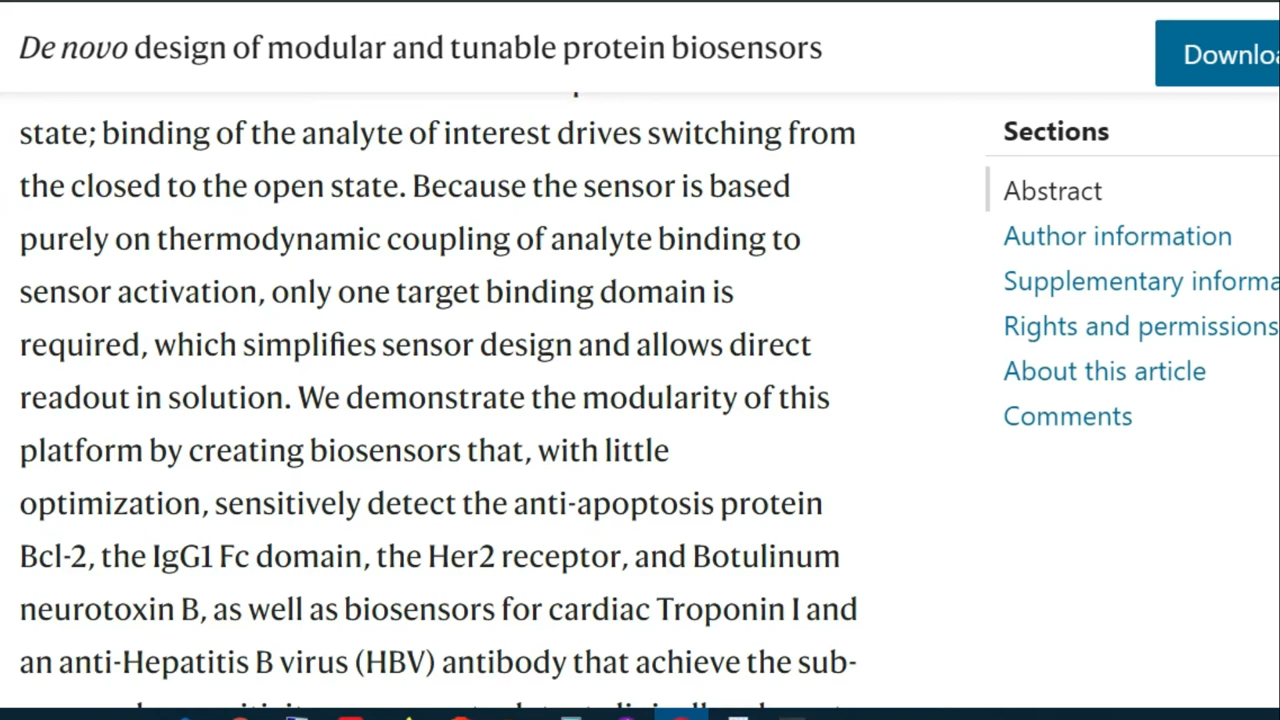 De novo design of modular and tunable protein biosensors
Downloa
state; binding of the analyte of interest drives switching from
the closed to the open state. Because the sensor is based
purely on thermodynamic coupling of analyte binding to
sensor activation, only one target binding domain is
required, which simplifies sensor design and allows direct
readout in solution. We demonstrate the modularity of this
platform by creating biosensors that, with little
optimization, sensitively detect the anti-apoptosis protein
Bcl-2, the IgG1 Fc domain, the Her2 receptor, and Botulinum
neurotoxin B, as well as biosensors for cardiac Troponin I and
an anti-Hepatitis B virus (HBV) antibody that achieve the sub-
Sections
Abstract
Author information
Supplementary informa
Rights and permissions
About this article
Comments